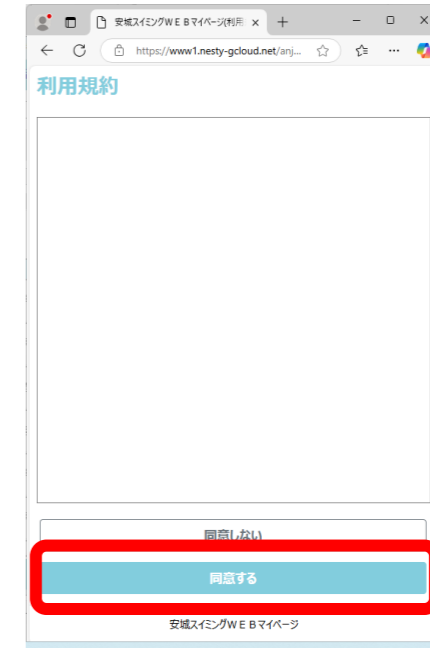 安城スイミングWEBマイページ(利用
https://www1.nesty-gcloud.net/anj...
利用規約
同意しない
同意する
安城スイミングWEBマイページ